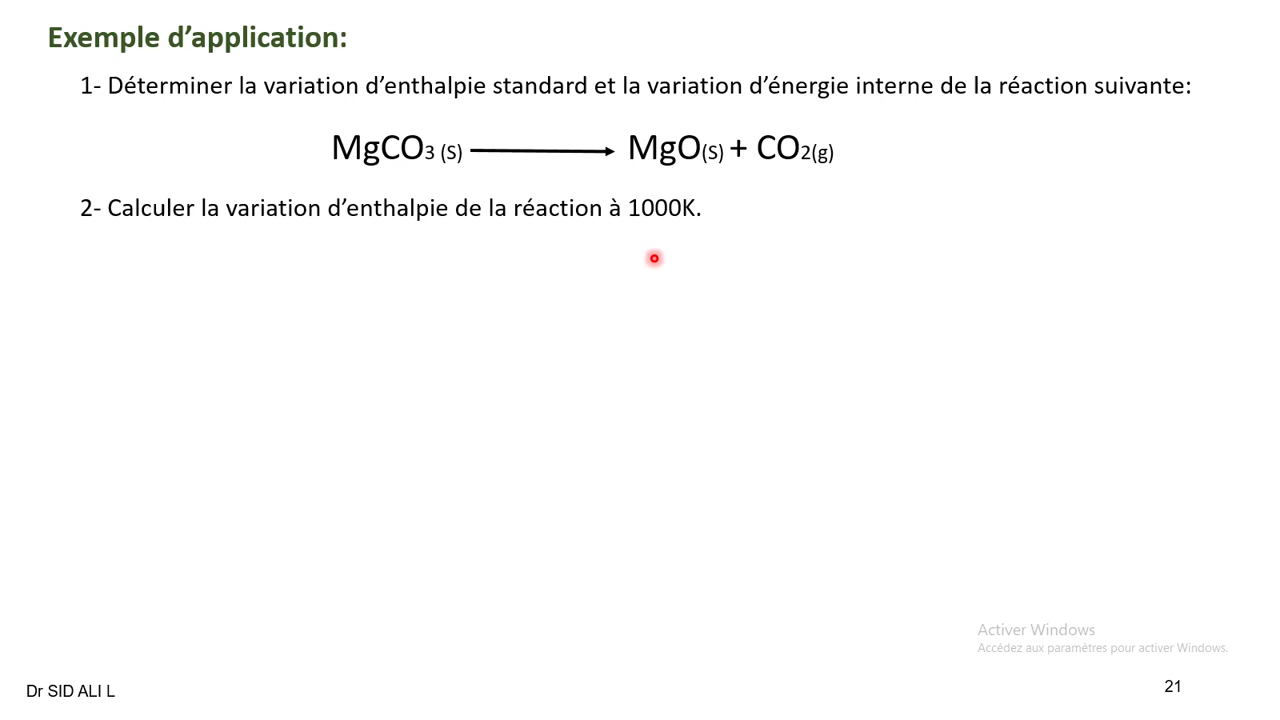 Exemple d’application:
1- Déterminer la variation d’enthalpie standard et la variation d’énergie interne de la réaction suivante:
MgCO3 (S) ⟶ MgO(S) + CO2(g)
2- Calculer la variation d’enthalpie de la réaction à 1000K.
Activer Windows
Accédez aux paramètres pour activer Windows.
Dr SID ALI L
21